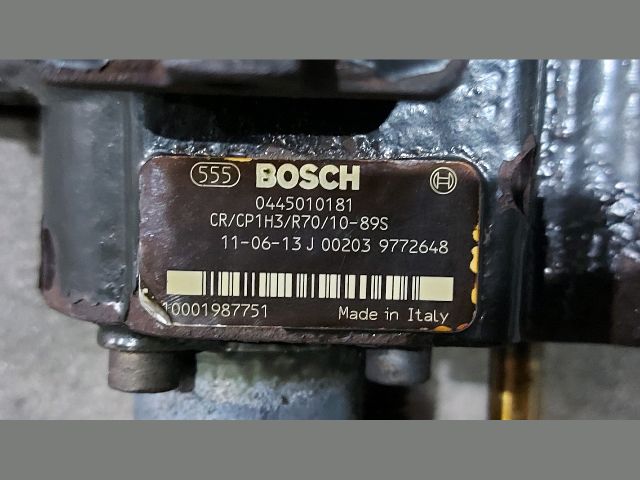 555 BOSCH
0445010181
CR/CP1H3/R70/10-89S
11-06-13 J 00203 9772648
10001987751 Made in Italy